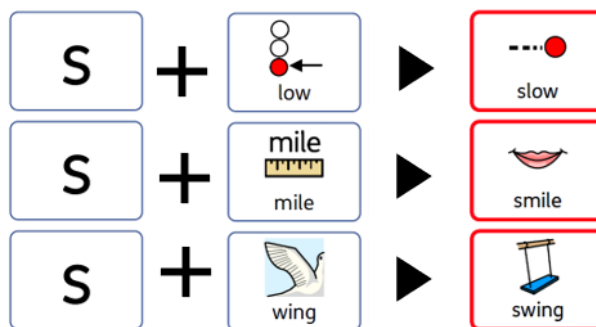 s + low slow
s + mile mile smile
s + wing swing